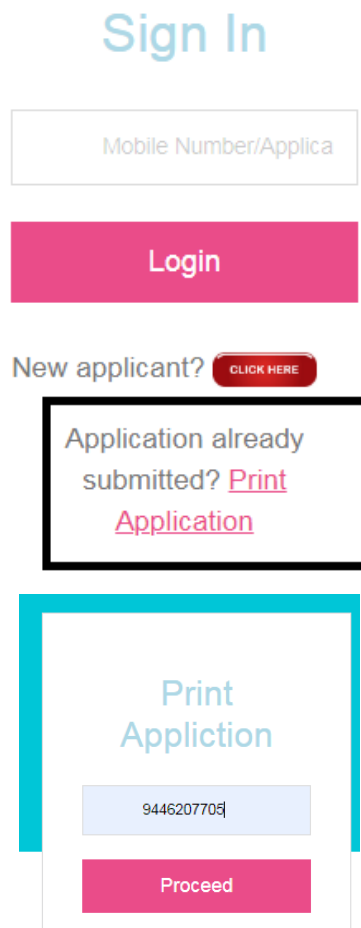 Sign In
Mobile Number/Applica
Login
New applicant? CLICK HERE
Application already
submitted? Print
Application
Print
Appliction
9446207705
Proceed